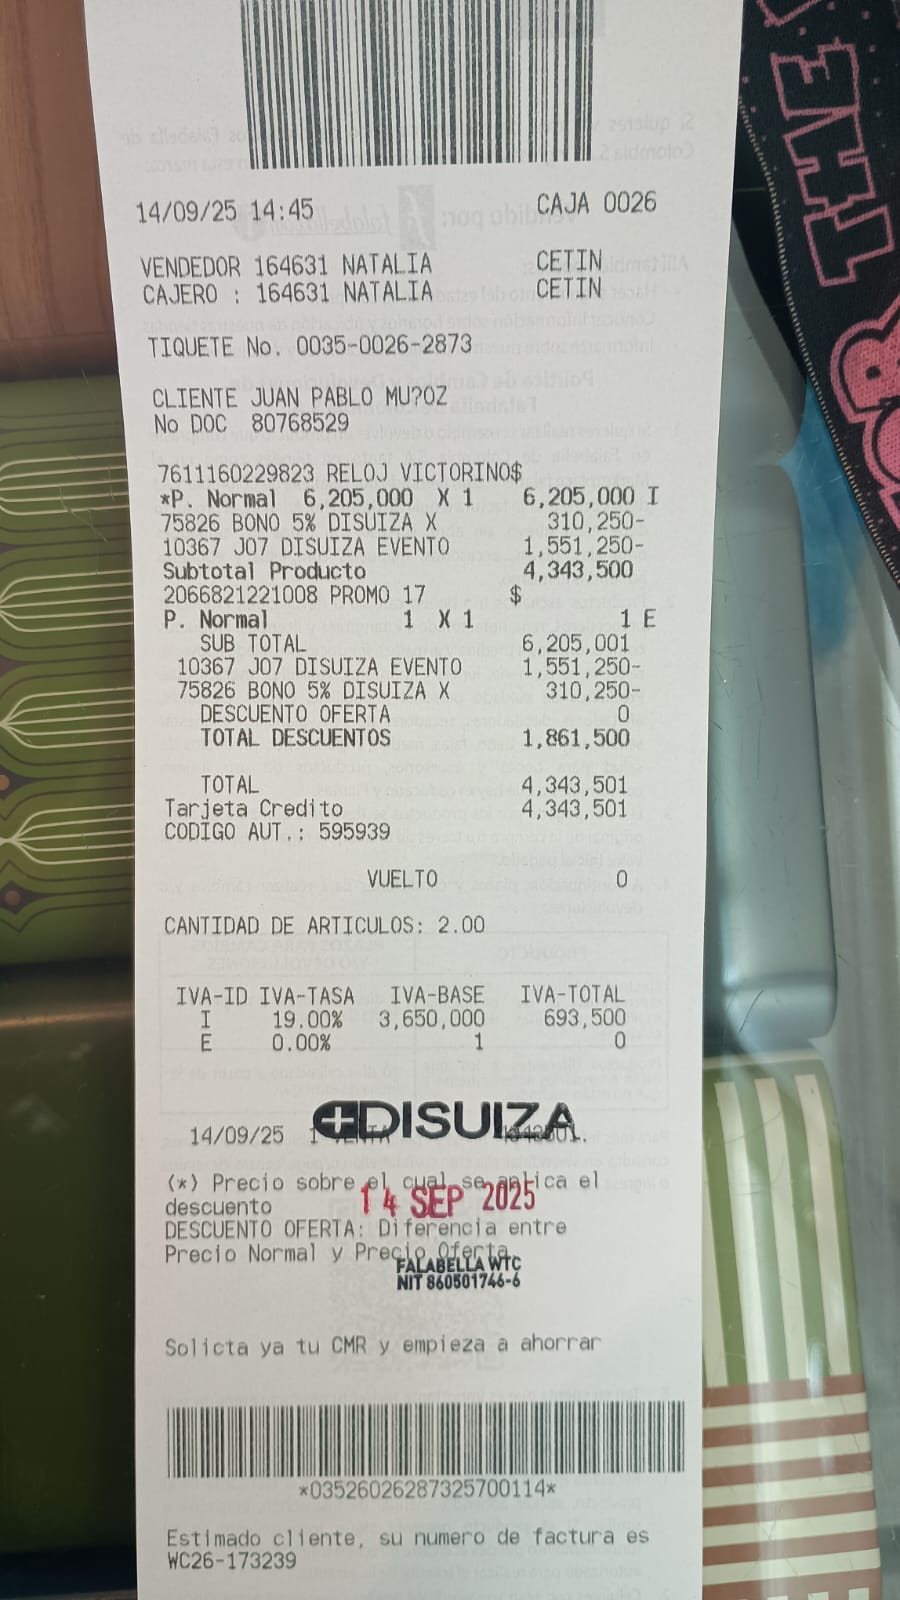 14/09/25 14:45 CAJA 0026
VENDEDOR 164631 NATALIA CETIN
CAJERO : 164631 NATALIA CETIN
TIQUETE No. 0035-0026-2873
CLIENTE JUAN PABLO MU?OZ
No DOC 80768529
7611160229823 RELOJ VICTORINO$
*P. Normal 6,205,000 X 1 6,205,000 I
75826 BONO 5% DISUIZA X 310,250-
10367 J07 DISUIZA EVENTO 1,551,250-
Subtotal Producto 4,343,500
2066821221008 PROMO 17 $
P. Normal 1 X 1 1 E
SUB TOTAL 6,205,001
10367 J07 DISUIZA EVENTO 1,551,250-
75826 BONO 5% DISUIZA X 310,250-
DESCUENTO OFERTA 0
TOTAL DESCUENTOS 1,861,500
TOTAL 4,343,501
Tarjeta Credito 4,343,501
CODIGO AUT.: 595939
VUELTO 0
CANTIDAD DE ARTICULOS: 2.00
IVA-ID IVA-TASA IVA-BASE IVA-TOTAL
I 19.00% 3,650,000 693,500
E 0.00% 1 0
DISUIZA
14/09/25
(*) Precio sobre el cual se aplica el
descuento
14 SEP 2025
DESCUENTO OFERTA: Diferencia entre
Precio Normal y Precio Oferta
FALABELLA WTC
NIT 860501746-6
Solicta ya tu CMR y empieza a ahorrar
*035260262873257001 14*
Estimado cliente, su numero de factura es
WC26-173239
THE